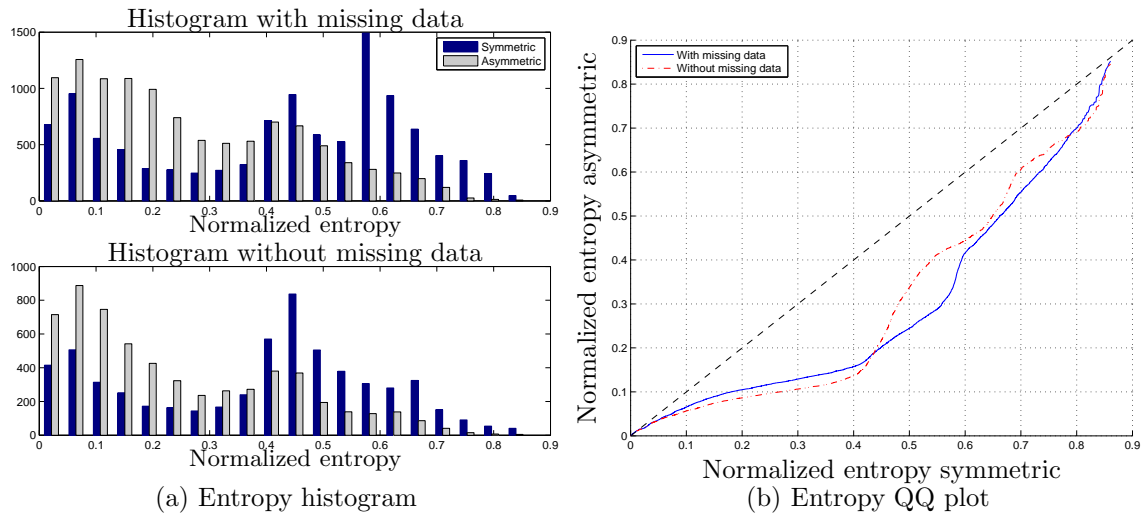 Histogram with missing data
1500
1000
500
0
Symmetric
Asymmetric
0 0.1 0.2 0.3 0.4 0.5 0.6 0.7 0.8 0.9
Normalized entropy
Histogram without missing data
1000
800
600
400
200
0
0 0.1 0.2 0.3 0.4 0.5 0.6 0.7 0.8 0.9
Normalized entropy
(a) Entropy histogram
Normalized entropy asymmetric
0.9
0.8
0.7
0.6
0.5
0.4
0.3
0.2
0.1
0
With missing data
Without missing data
0 0.1 0.2 0.3 0.4 0.5 0.6 0.7 0.8 0.9
Normalized entropy symmetric
(b) Entropy QQ plot